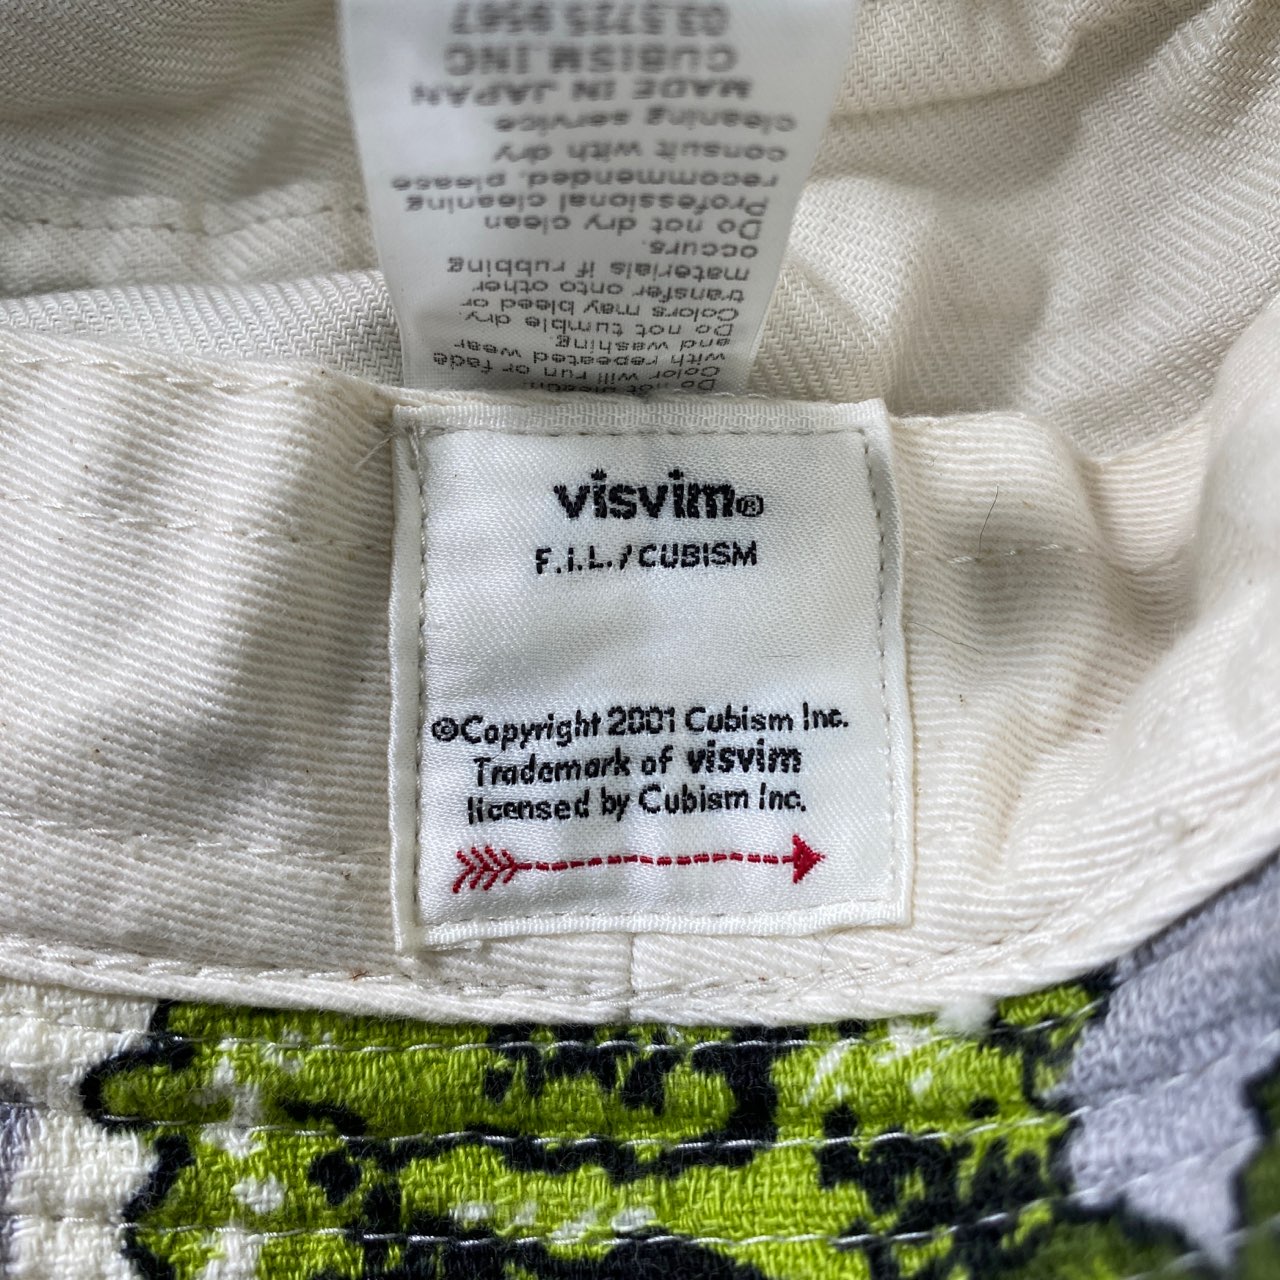 Do not bleach.
Color will run or fade
with repeated wear
and washing.
Do not tumble dry.
Colors may bleed or
transfer onto other
materials if rubbing
occurs.
Do not dry clean
Professional cleaning
recommended, please
consult with dry
cleaning service
MADE IN JAPAN
CUBISM.INC
03.5725.9567
visvim®
F.I.L./CUBISM
©Copyright 2001 Cubism Inc.
Trademark of visvim
licensed by Cubism Inc.